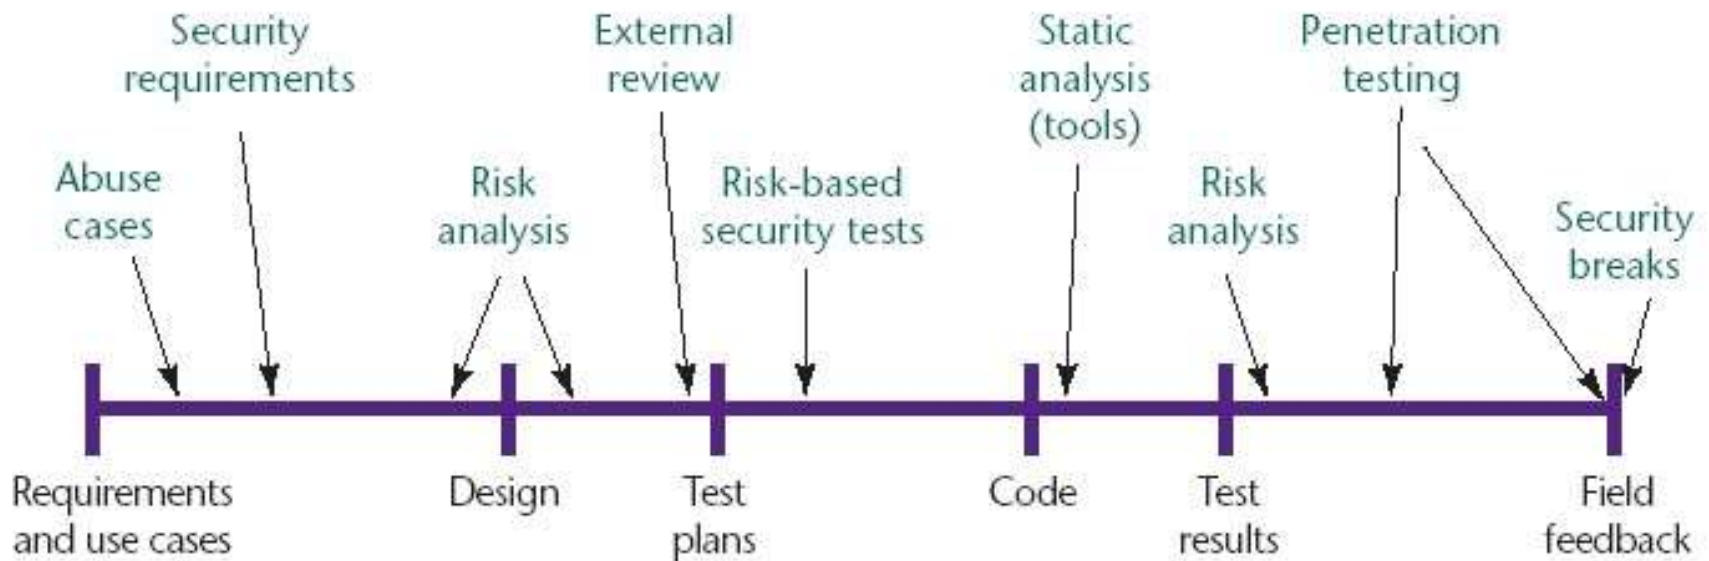 Security
requirements
External
review
Static
analysis
(tools)
Penetration
testing
Abuse
cases
Risk
analysis
Risk-based
security tests
Risk
analysis
Security
breaks
Requirements
and use cases
Design
Test
plans
Code
Test
results
Field
feedback